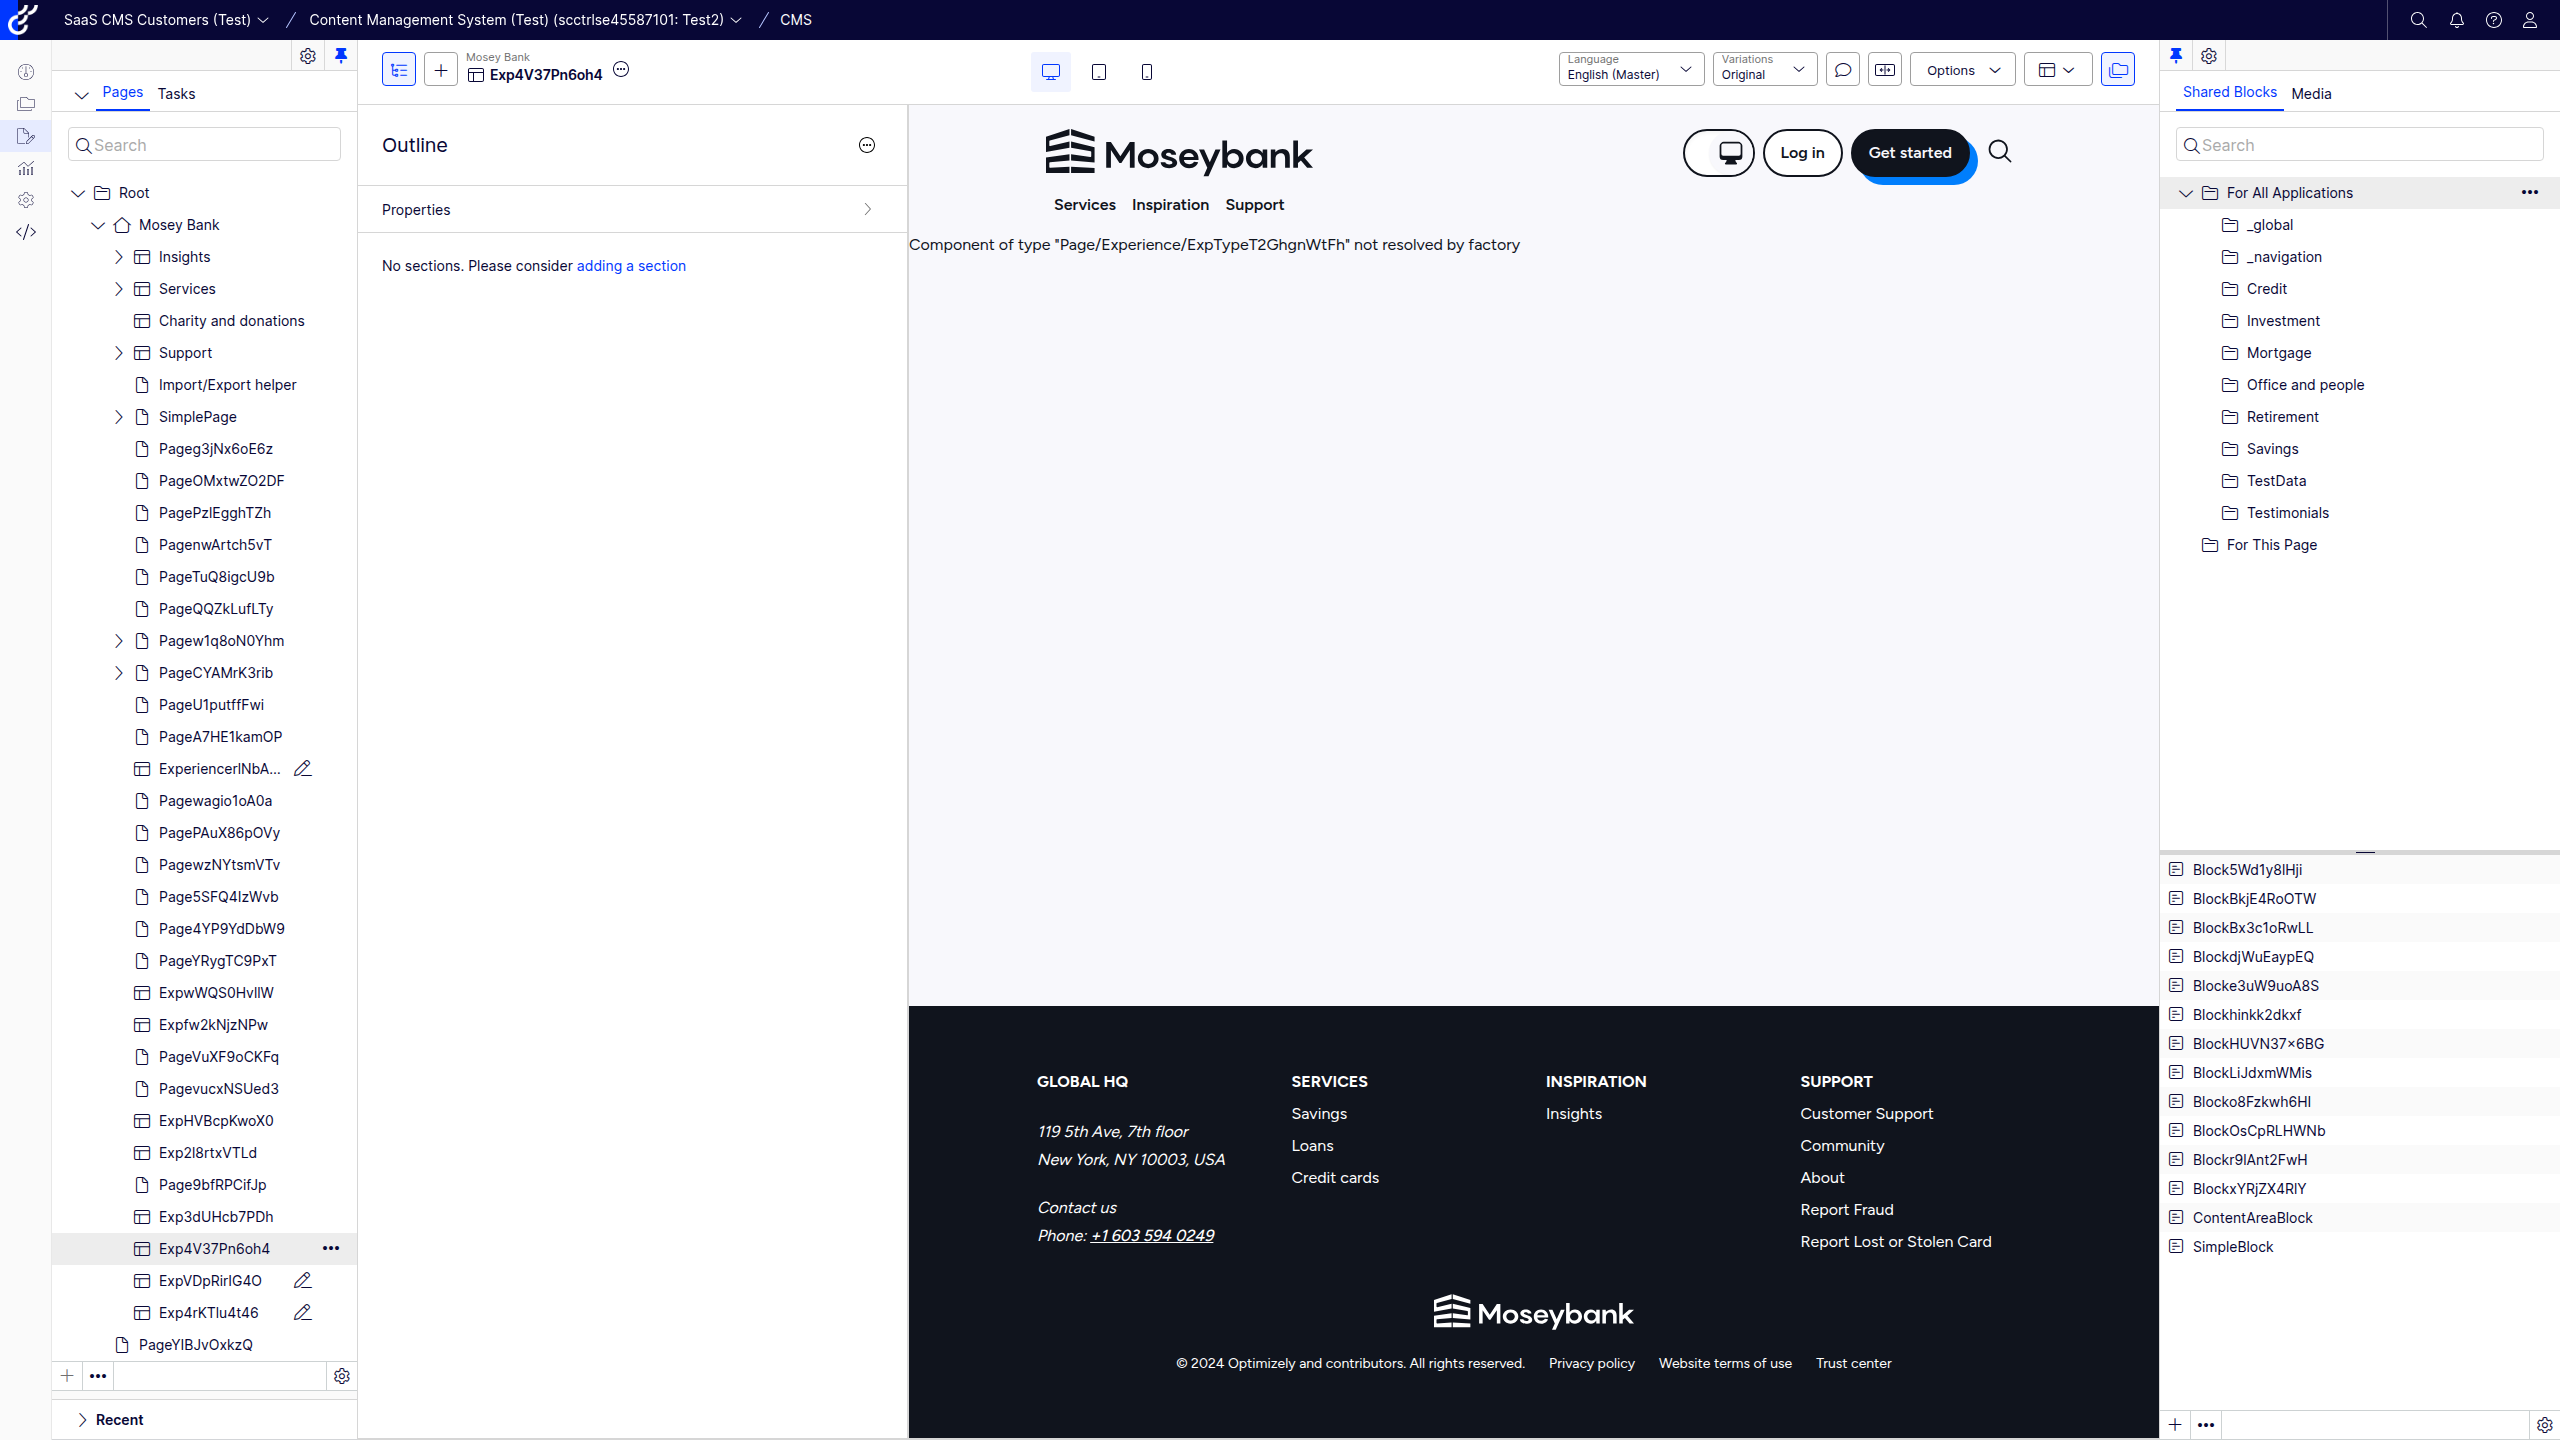 SaaS CMS Customers (Test) / Content Management System (Test) (scctrlse45587101: Test2) / CMS
Pages Tasks
Search
Root
Mosey Bank
Insights
Services
Charity and donations
Support
Import/Export helper
SimplePage
Pageg3jNx6oE6z
PageOMxtwZO2DF
PagePzIEgghTZh
PagenwArtch5vT
PageTuQ8igcU9b
PageQQZkLufLTy
Pagew1q8oN0Yhm
PageCYAMrK3rib
PageU1putffFwi
PageA7HE1kamOP
ExperiencerINbA...
Pagewagio1oA0a
PagePAuX86pOVy
PagewzNYtsmVTv
Page5SFQ4IzWvb
Page4YP9YdDbW9
PageYRygTC9PxT
ExpwWQS0HvIlW
Expfw2kNjzNPw
PageVuXF9oCKFq
PagevucxNSUed3
ExpHVBcpKwoX0
Exp2I8rtxVTLd
Page9bfRPCifJp
Exp3dUHcb7PDh
Exp4V37Pn6oh4
ExpVDpRirIG4O
Exp4rKTlu4t46
PageYIBJvOxkzQ
Recent
Mosey Bank
Exp4V37Pn6oh4
Language
English (Master)
Variations
Original
Options
Outline
Properties
No sections. Please consider adding a section
Moseybank
Log in
Get started
Services Inspiration Support
Component of type "Page/Experience/ExpTypeT2GhgnWtFh" not resolved by factory
GLOBAL HQ
119 5th Ave, 7th floor
New York, NY 10003, USA
Contact us
Phone: +1 603 594 0249
SERVICES
Savings
Loans
Credit cards
INSPIRATION
Insights
SUPPORT
Customer Support
Community
About
Report Fraud
Report Lost or Stolen Card
Moseybank
© 2024 Optimizely and contributors. All rights reserved. Privacy policy Website terms of use Trust center
Shared Blocks Media
Search
For All Applications
_global
_navigation
Credit
Investment
Mortgage
Office and people
Retirement
Savings
TestData
Testimonials
For This Page
Block5Wd1y8lHji
BlockBkjE4RoOTW
BlockBx3c1oRwLL
BlockdjWuEaypEQ
Blocke3uW9uoA8S
Blockhinkk2dkxf
BlockHUVN37x6BG
BlockLiJdxmWMis
Blocko8Fzkwh6HI
BlockOsCpRLHWNb
Blockr9lAnt2FwH
BlockxYRjZX4RlY
ContentAreaBlock
SimpleBlock